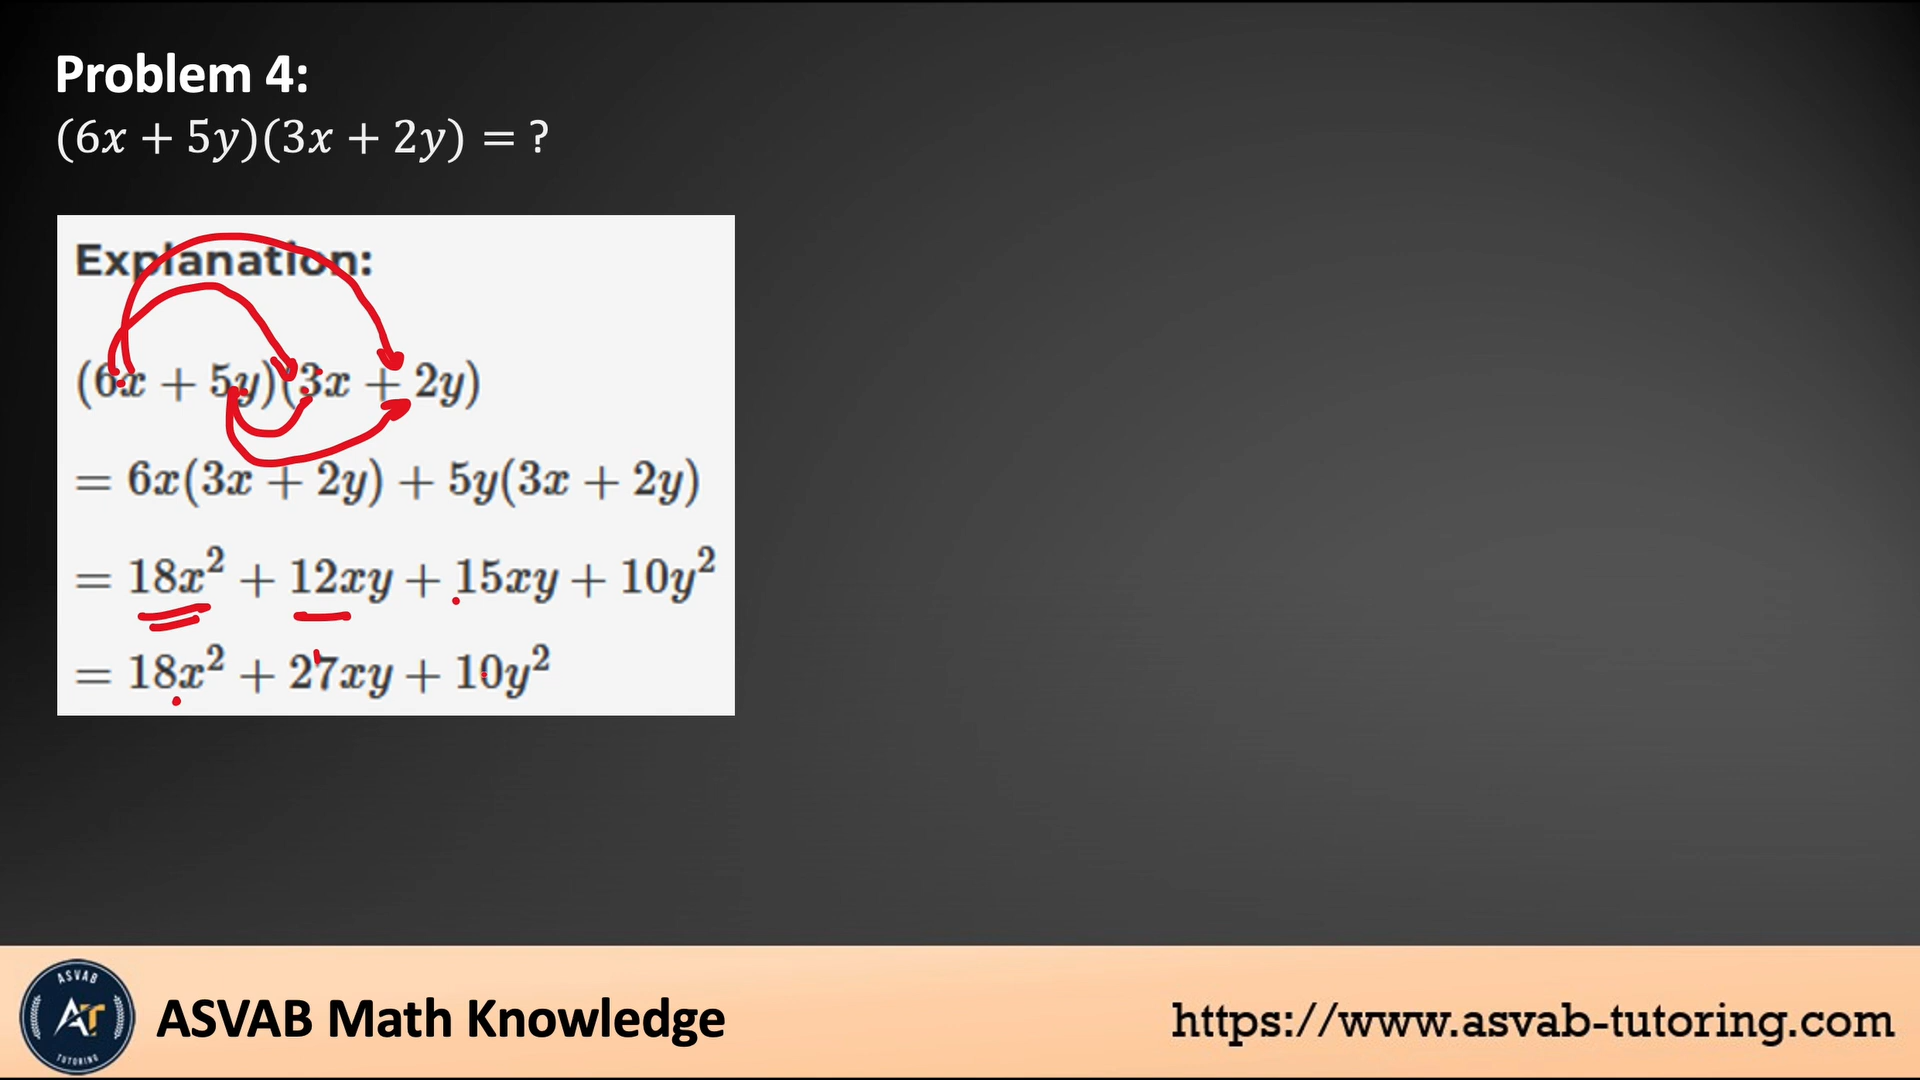 Problem 4:
(6x + 5y)(3x + 2y) = ?
Explanation:
(6x + 5y)(3x + 2y)
= 6x(3x + 2y) + 5y(3x + 2y)
= 18x² + 12xy + 15xy + 10y²
= 18x² + 27xy + 10y²
ASVAB
AT
TUTORING
ASVAB Math Knowledge
https://www.asvab-tutoring.com